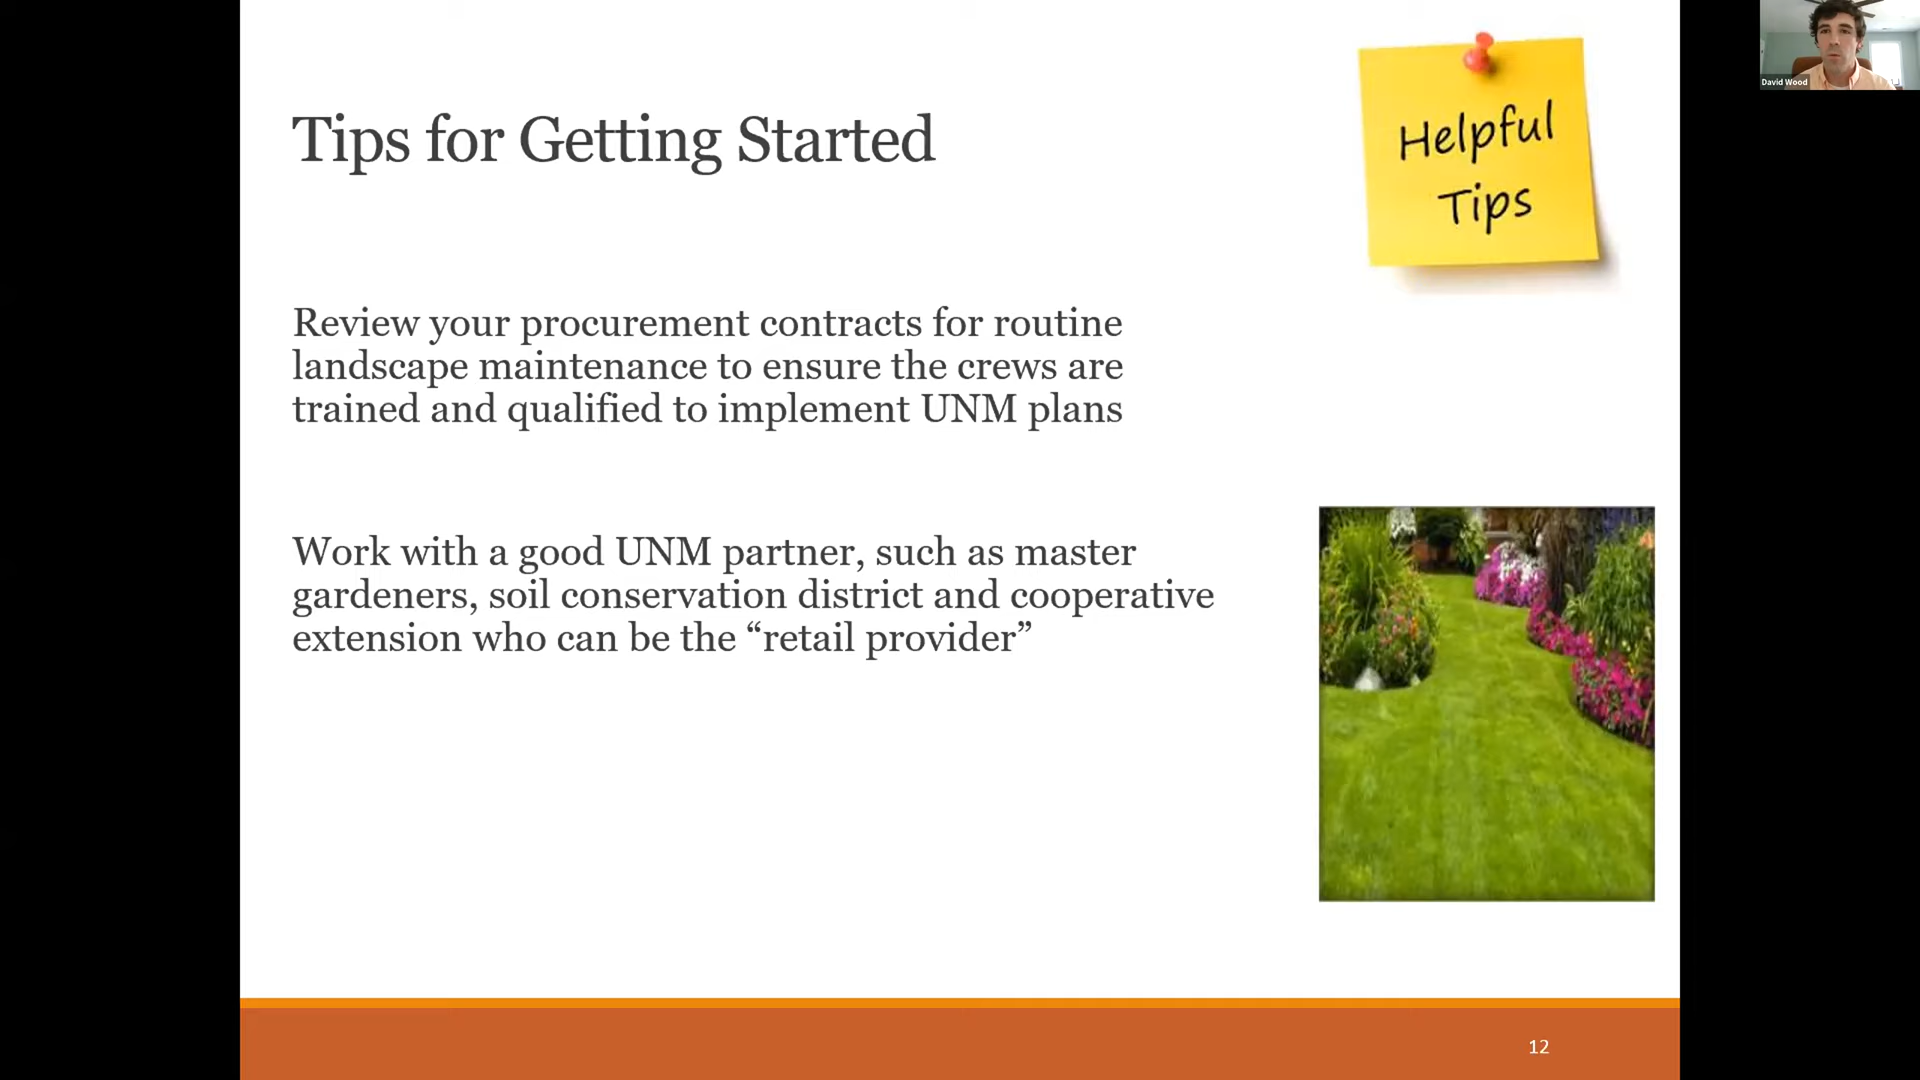 David Wood
Helpful
Tips
Tips for Getting Started
Review your procurement contracts for routine
landscape maintenance to ensure the crews are
trained and qualified to implement UNM plans
Work with a good UNM partner, such as master
gardeners, soil conservation district and cooperative
extension who can be the “retail provider”
12